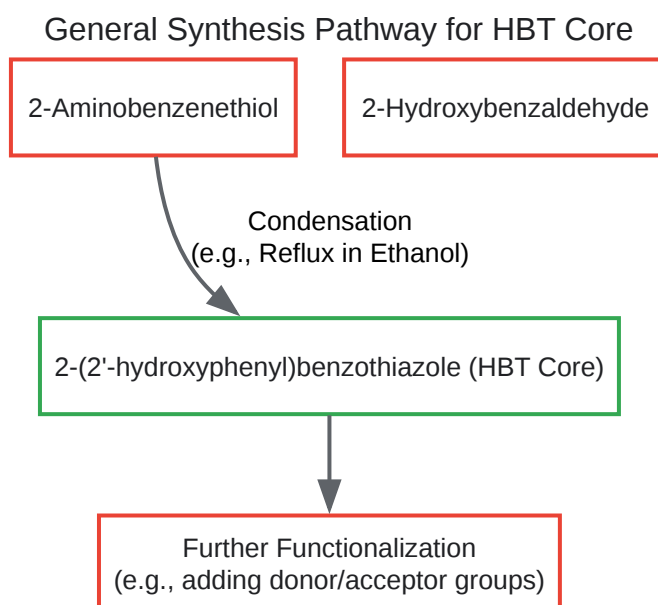 General Synthesis Pathway for HBT Core
2-Aminobenzenethiol
2-Hydroxybenzaldehyde
Condensation
(e.g., Reflux in Ethanol)
2-(2'-hydroxyphenyl)benzothiazole (HBT Core)
Further Functionalization
(e.g., adding donor/acceptor groups)